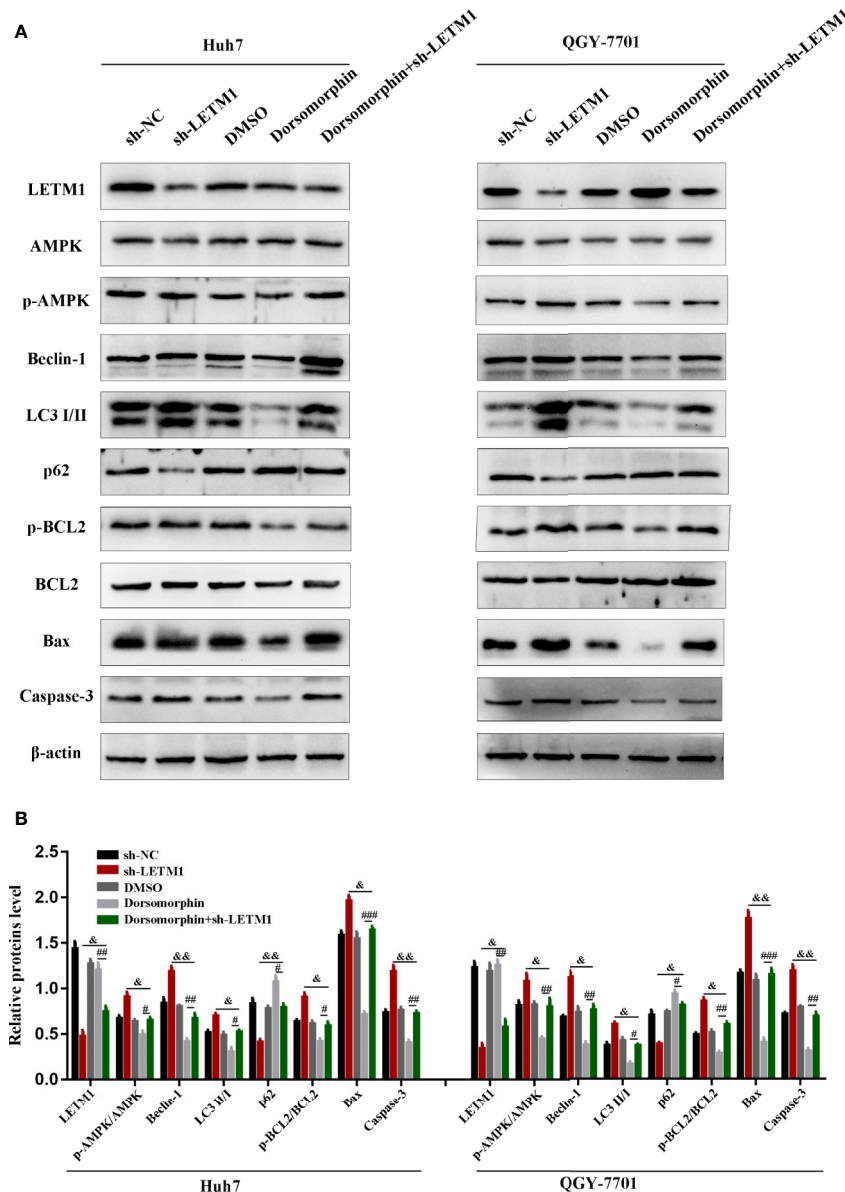 A
Huh7
QGY-7701
sh-NC
sh-LETM1
DMSO
Dorsomorphin
Dorsomorphin+sh-LETM1
sh-NC
sh-LETM1
DMSO
Dorsomorphin
Dorsomorphin+sh-LETM1
LETM1
AMPK
p-AMPK
Beclin-1
LC3 I/II
p62
p-BCL2
BCL2
Bax
Caspase-3
β-actin
B
Relative proteins level
2.5
2.0
1.5
1.0
0.5
0.0
sh-NC
sh-LETM1
DMSO
Dorsomorphin
Dorsomorphin+sh-LETM1
& ## & # && ## & # && # & # & ### && ##
& ## & # & ## & # & # & ## && ### && ##
LETM1
p-AMPK/AMPK
Beclin-1
LC3 II/I
p62
p-BCL2/BCL2
Bax
Caspase-3
LETM1
p-AMPK/AMPK
Beclin-1
LC3 II/I
p62
p-BCL2/BCL2
Bax
Caspase-3
Huh7
QGY-7701